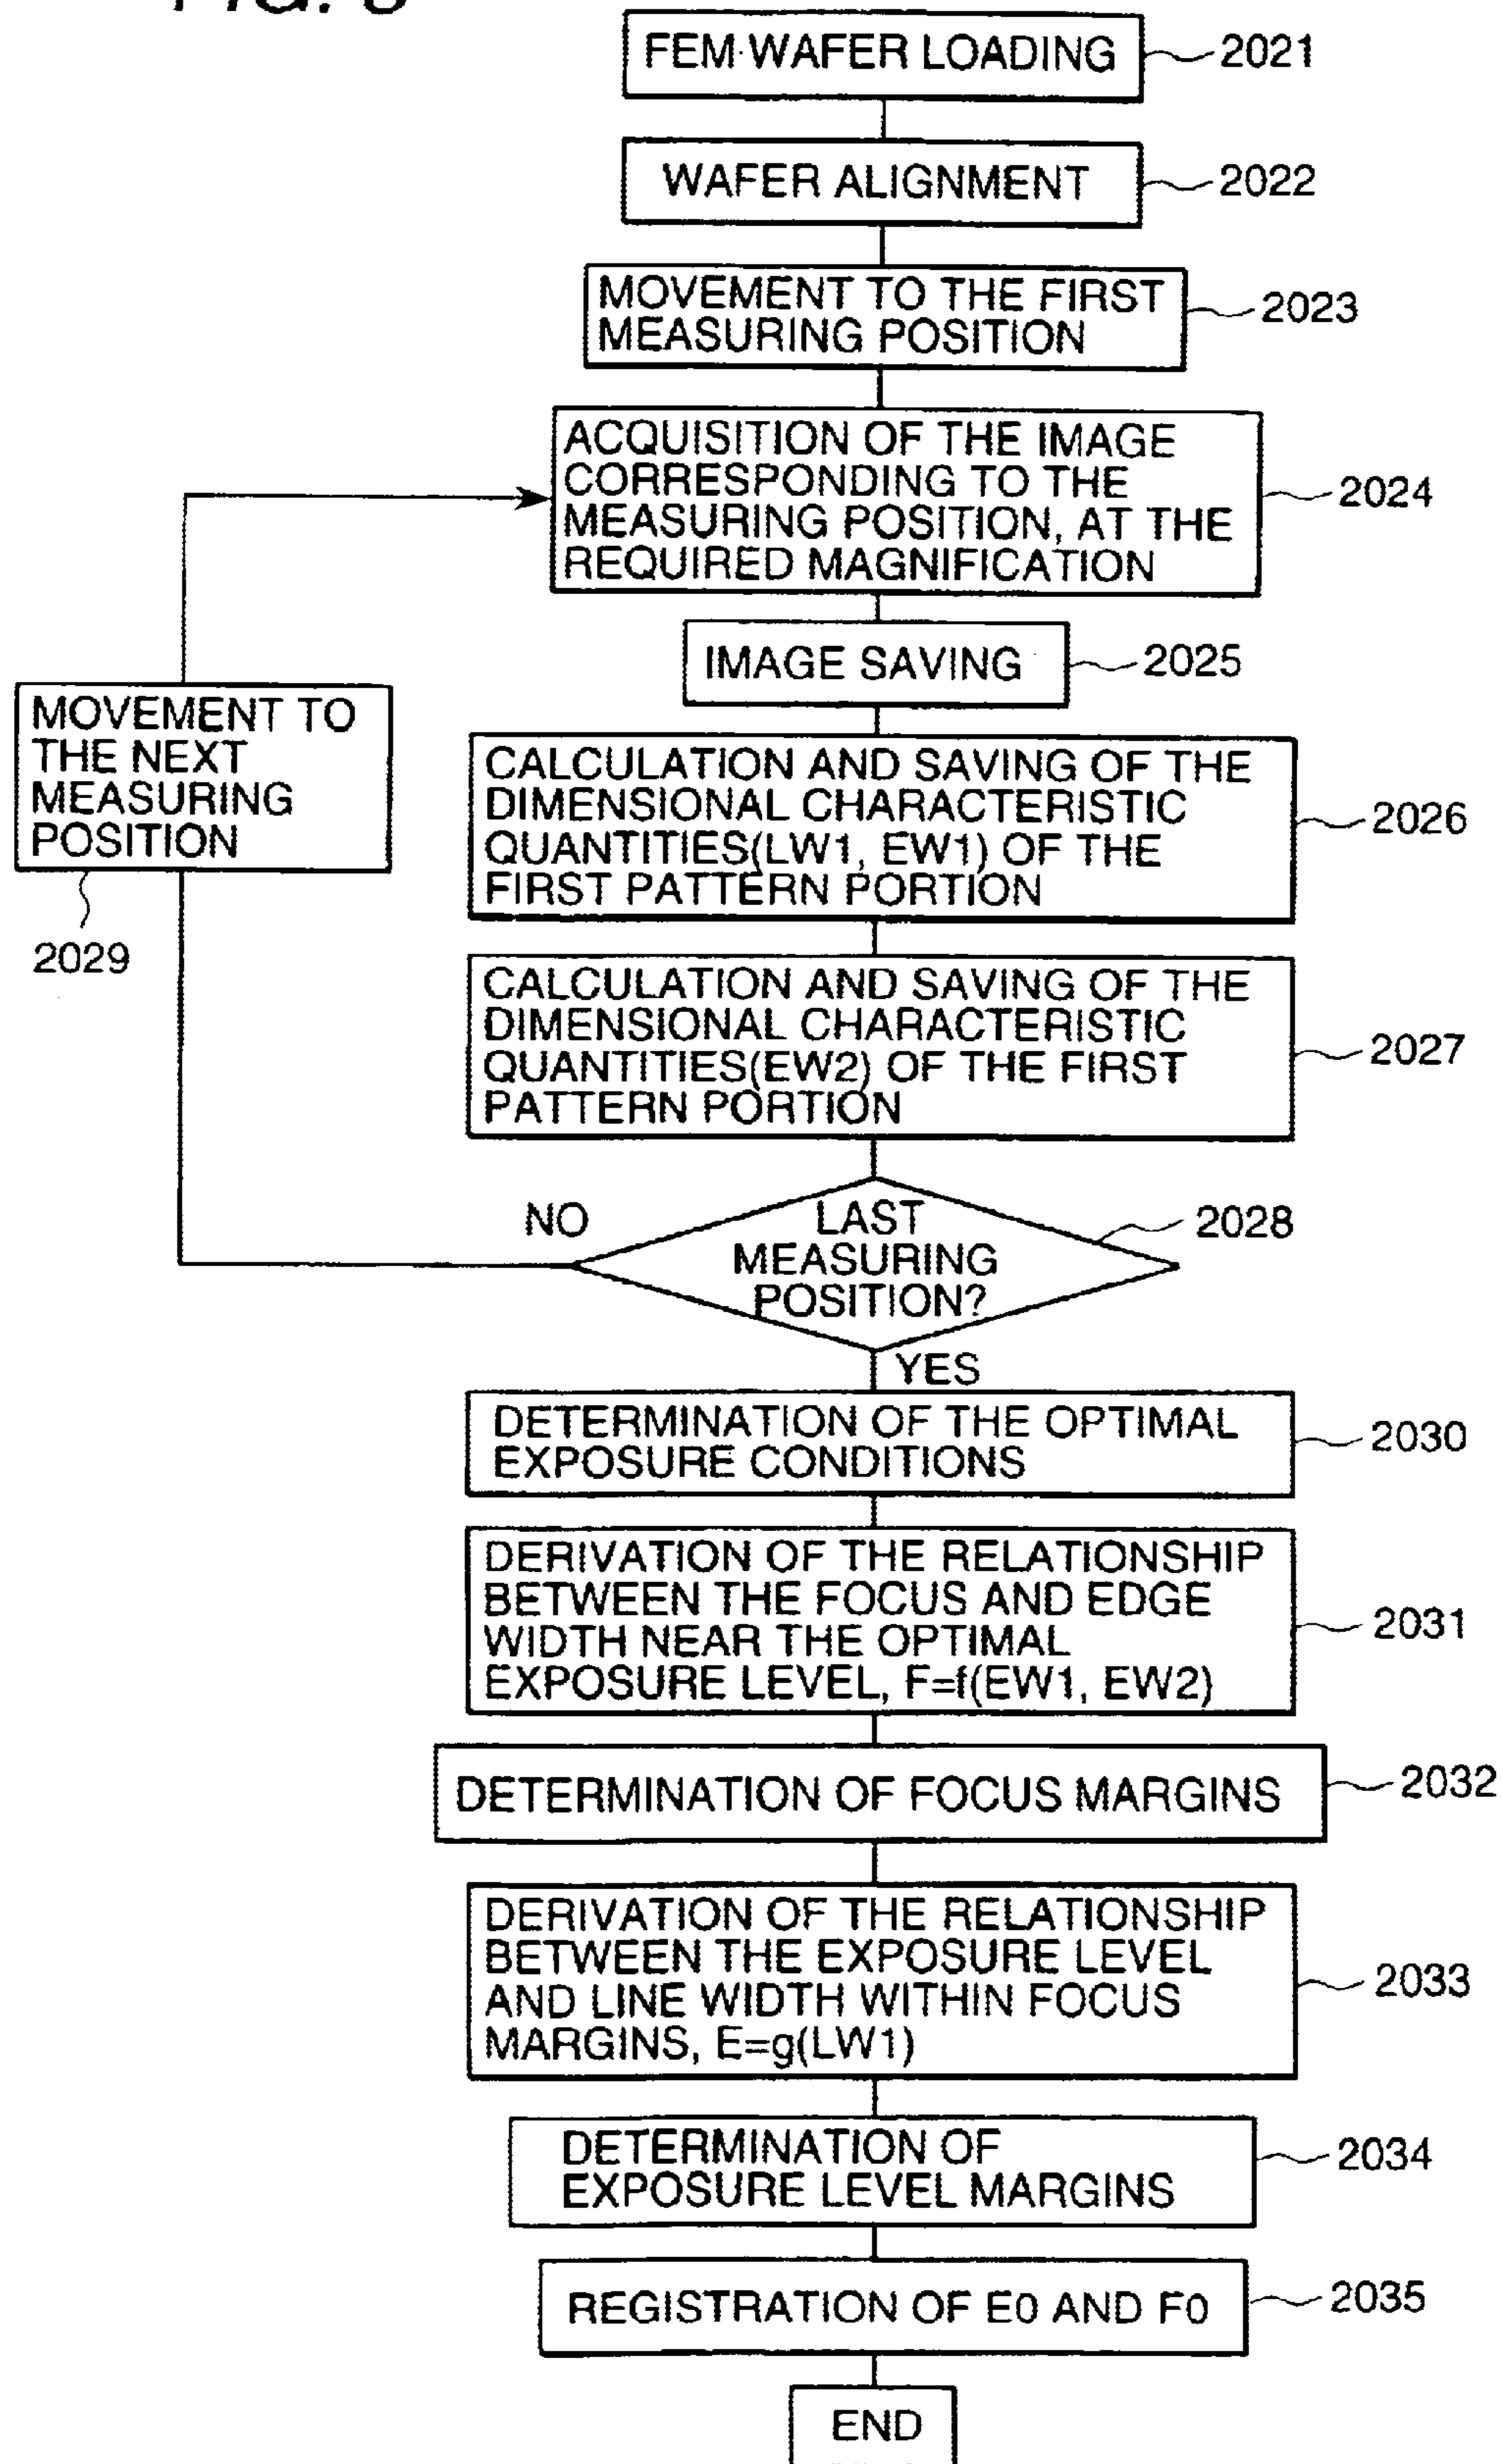 FEM WAFER LOADING
2021
WAFER ALIGNMENT
2022
MOVEMENT TO THE FIRST
MEASURING POSITION
2023
ACQUISITION OF THE IMAGE
CORRESPONDING TO THE
MEASURING POSITION, AT THE
REQUIRED MAGNIFICATION
2024
IMAGE SAVING
2025
MOVEMENT TO
THE NEXT
MEASURING
POSITION
2029
CALCULATION AND SAVING OF THE
DIMENSIONAL CHARACTERISTIC
QUANTITIES(LW1, EW1) OF THE
FIRST PATTERN PORTION
2026
CALCULATION AND SAVING OF THE
DIMENSIONAL CHARACTERISTIC
QUANTITIES(EW2) OF THE FIRST
PATTERN PORTION
2027
NO
LAST
MEASURING
POSITION?
2028
YES
DETERMINATION OF THE OPTIMAL
EXPOSURE CONDITIONS
2030
DERIVATION OF THE RELATIONSHIP
BETWEEN THE FOCUS AND EDGE
WIDTH NEAR THE OPTIMAL
EXPOSURE LEVEL, F=f(EW1, EW2)
2031
DETERMINATION OF FOCUS MARGINS
2032
DERIVATION OF THE RELATIONSHIP
BETWEEN THE EXPOSURE LEVEL
AND LINE WIDTH WITHIN FOCUS
MARGINS, E=g(LW1)
2033
DETERMINATION OF
EXPOSURE LEVEL MARGINS
2034
REGISTRATION OF E0 AND F0
2035
END